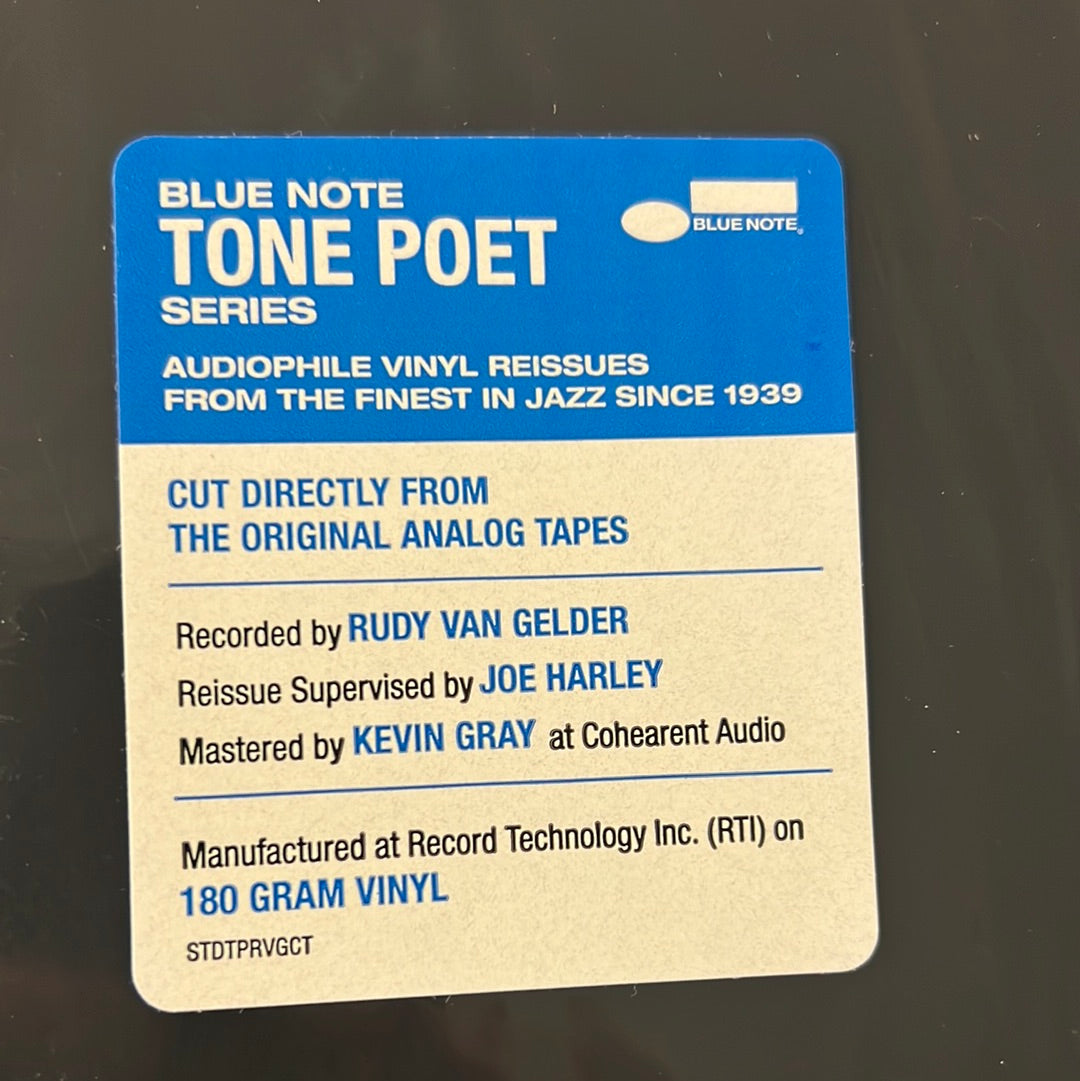 BLUE NOTE
TONE POET
SERIES
BLUE NOTE®
AUDIOPHILE VINYL REISSUES
FROM THE FINEST IN JAZZ SINCE 1939
CUT DIRECTLY FROM
THE ORIGINAL ANALOG TAPES
Recorded by RUDY VAN GELDER
Reissue Supervised by JOE HARLEY
Mastered by KEVIN GRAY at Cohearent Audio
Manufactured at Record Technology Inc. (RTI) on
180 GRAM VINYL
STDTPRVGCT